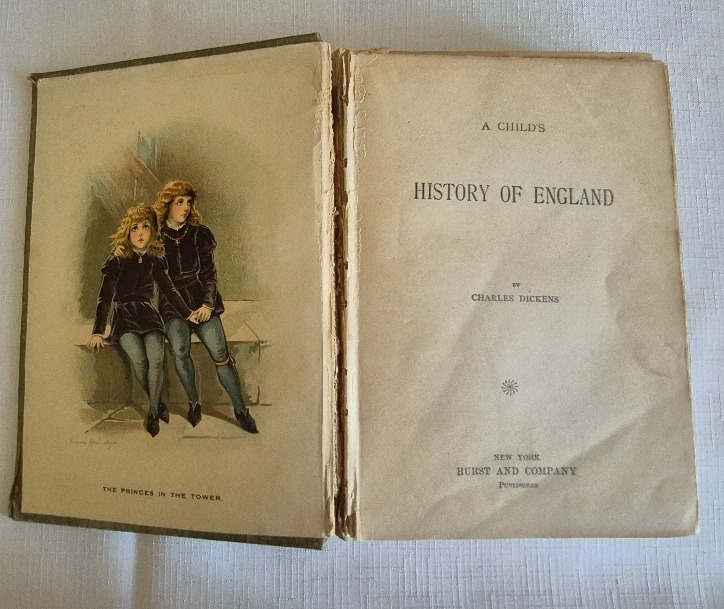 THE PRINCES IN THE TOWER.
A CHILD'S
HISTORY OF ENGLAND
BY
CHARLES DICKENS
NEW YORK
HURST AND COMPANY
PUBLISHERS